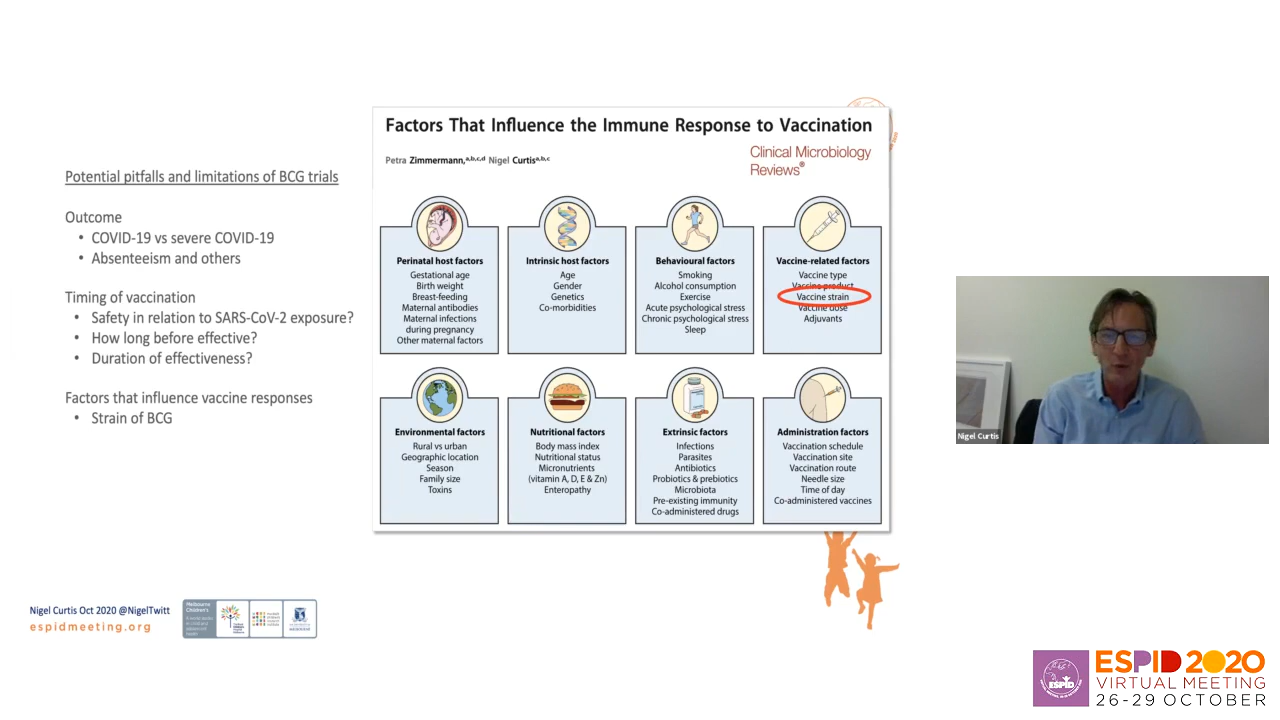 Potential pitfalls and limitations of BCG trials
Outcome
• COVID-19 vs severe COVID-19
• Absenteeism and others
Timing of vaccination
• Safety in relation to SARS-CoV-2 exposure?
• How long before effective?
• Duration of effectiveness?
Factors that influence vaccine responses
• Strain of BCG
Factors That Influence the Immune Response to Vaccination
Petra Zimmermann,a,b,c,d Nigel Curtisa,b,c
Clinical Microbiology
Reviews®
Perinatal host factors
Gestational age
Birth weight
Breast-feeding
Maternal antibodies
Maternal infections
during pregnancy
Other maternal factors
Intrinsic host factors
Age
Gender
Genetics
Co-morbidities
Behavioural factors
Smoking
Alcohol consumption
Exercise
Acute psychological stress
Chronic psychological stress
Sleep
Vaccine-related factors
Vaccine type
Vaccine product
Vaccine strain
Vaccine dose
Adjuvants
Environmental factors
Rural vs urban
Geographic location
Season
Family size
Toxins
Nutritional factors
Body mass index
Nutritional status
Micronutrients
(vitamin A, D, E & Zn)
Enteropathy
Extrinsic factors
Infections
Parasites
Antibiotics
Probiotics & prebiotics
Microbiota
Pre-existing immunity
Co-administered drugs
Administration factors
Vaccination schedule
Vaccination site
Vaccination route
Needle size
Time of day
Co-administered vaccines
Nigel Curtis
Nigel Curtis Oct 2020 @NigelTwitt
espidmeeting.org
Melbourne
Children's
ESPID
ESPID 2020
VIRTUAL MEETING
26-29 OCTOBER